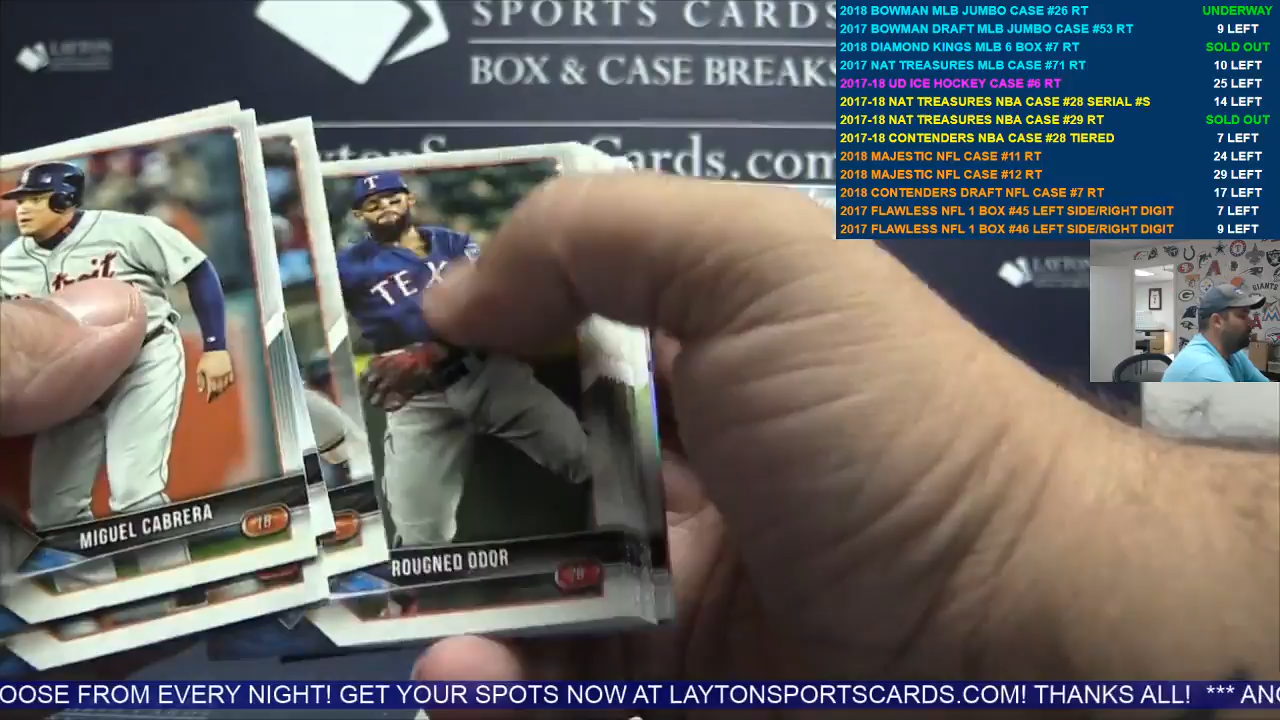 SPORTS CARDS
BOX & CASE BREAKS
LAYTON
2018 BOWMAN MLB JUMBO CASE #26 RT UNDERWAY
2017 BOWMAN DRAFT MLB JUMBO CASE #53 RT 9 LEFT
2018 DIAMOND KINGS MLB 6 BOX #7 RT SOLD OUT
2017 NAT TREASURES MLB CASE #71 RT 10 LEFT
2017-18 UD ICE HOCKEY CASE #6 RT 25 LEFT
2017-18 NAT TREASURES NBA CASE #28 SERIAL #S 14 LEFT
2017-18 NAT TREASURES NBA CASE #29 RT SOLD OUT
2017-18 CONTENDERS NBA CASE #28 TIERED 7 LEFT
2018 MAJESTIC NFL CASE #11 RT 24 LEFT
2018 MAJESTIC NFL CASE #12 RT 29 LEFT
2018 CONTENDERS DRAFT NFL CASE #7 RT 17 LEFT
2017 FLAWLESS NFL 1 BOX #45 LEFT SIDE/RIGHT DIGIT 7 LEFT
2017 FLAWLESS NFL 1 BOX #46 LEFT SIDE/RIGHT DIGIT 9 LEFT
Cards.com
T
TEX
MIGUEL CABRERA
18
ROUGNED ODOR
OOSE FROM EVERY NIGHT! GET YOUR SPOTS NOW AT LAYTONSPORTSCARDS.COM! THANKS ALL! *** AN